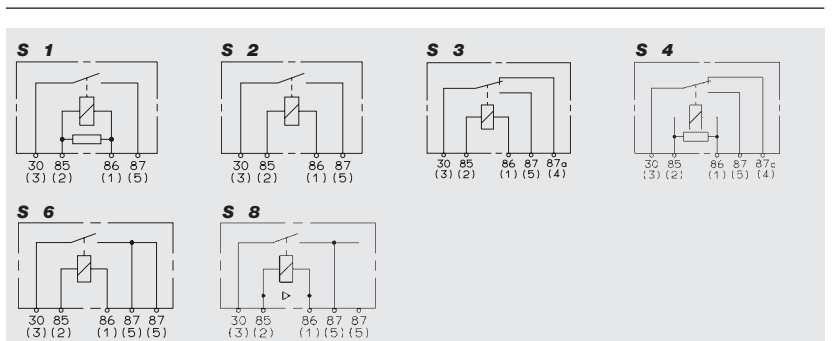 S 1
S 2
S 3
S 4
30 85 86 87
(3) (2) (1) (5)
30 85 86 87
(3) (2) (1) (5)
30 85 86 87 87a
(3) (2) (1) (5) (4)
30 85 86 87 87c
(3) (2) (1) (5) (4)
S 6
S 8
30 85 86 87 87
(3) (2) (1) (5) (5)
30 85 86 87 87
(3) (2) (1) (5) (5)